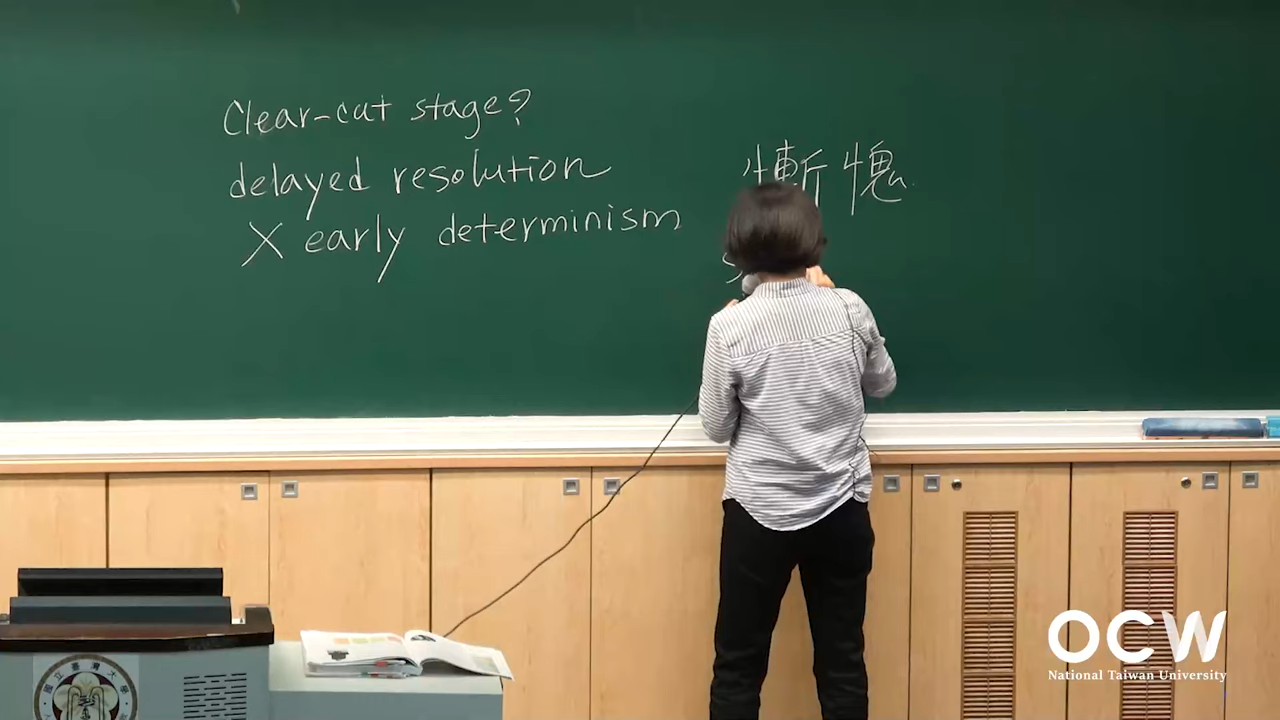 Clear-cut stage?
delayed resolution
X early determinism
慚愧
OCW
National Taiwan University